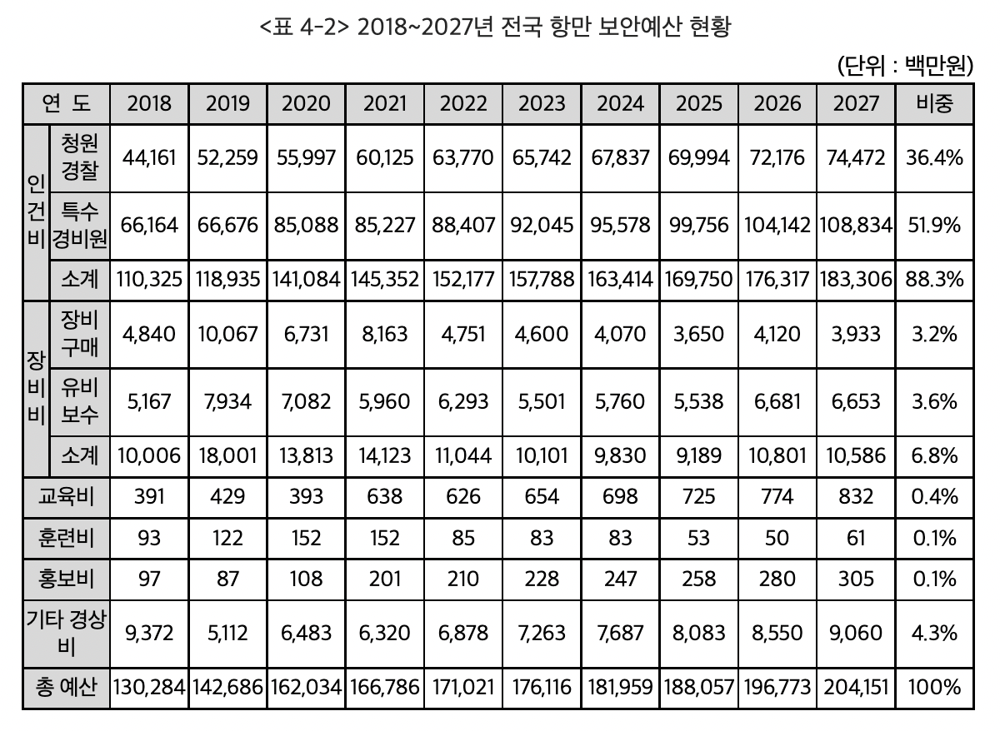 <표 4-2> 2018~2027년 전국 항만 보안예산 현황
(단위 : 백만원)
연 도 2018 2019 2020 2021 2022 2023 2024 2025 2026 2027 비중
인건비 청원경찰 44,161 52,259 55,997 60,125 63,770 65,742 67,837 69,994 72,176 74,472 36.4%
특수경비원 66,164 66,676 85,088 85,227 88,407 92,045 95,578 99,756 104,142 108,834 51.9%
소계 110,325 118,935 141,084 145,352 152,177 157,788 163,414 169,750 176,317 183,306 88.3%
장비비 장비구매 4,840 10,067 6,731 8,163 4,751 4,600 4,070 3,650 4,120 3,933 3.2%
유비보수 5,167 7,934 7,082 5,960 6,293 5,501 5,760 5,538 6,681 6,653 3.6%
소계 10,006 18,001 13,813 14,123 11,044 10,101 9,830 9,189 10,801 10,586 6.8%
교육비 391 429 393 638 626 654 698 725 774 832 0.4%
훈련비 93 122 152 152 85 83 83 53 50 61 0.1%
홍보비 97 87 108 201 210 228 247 258 280 305 0.1%
기타 경상비 9,372 5,112 6,483 6,320 6,878 7,263 7,687 8,083 8,550 9,060 4.3%
총 예산 130,284 142,686 162,034 166,786 171,021 176,116 181,959 188,057 196,773 204,151 100%